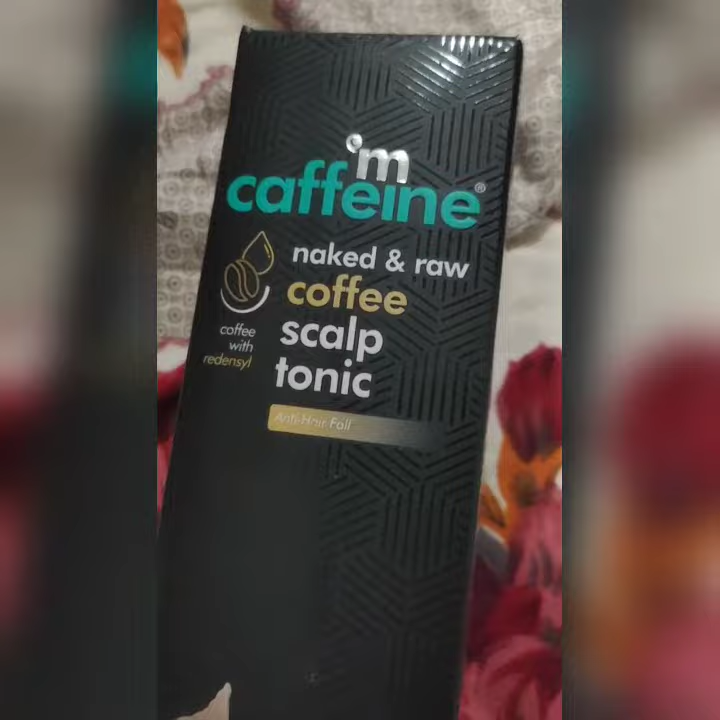 m
caffeine®
naked & raw
coffee
scalp
tonic
coffee
with
redensyl
Anti-Hair Fall